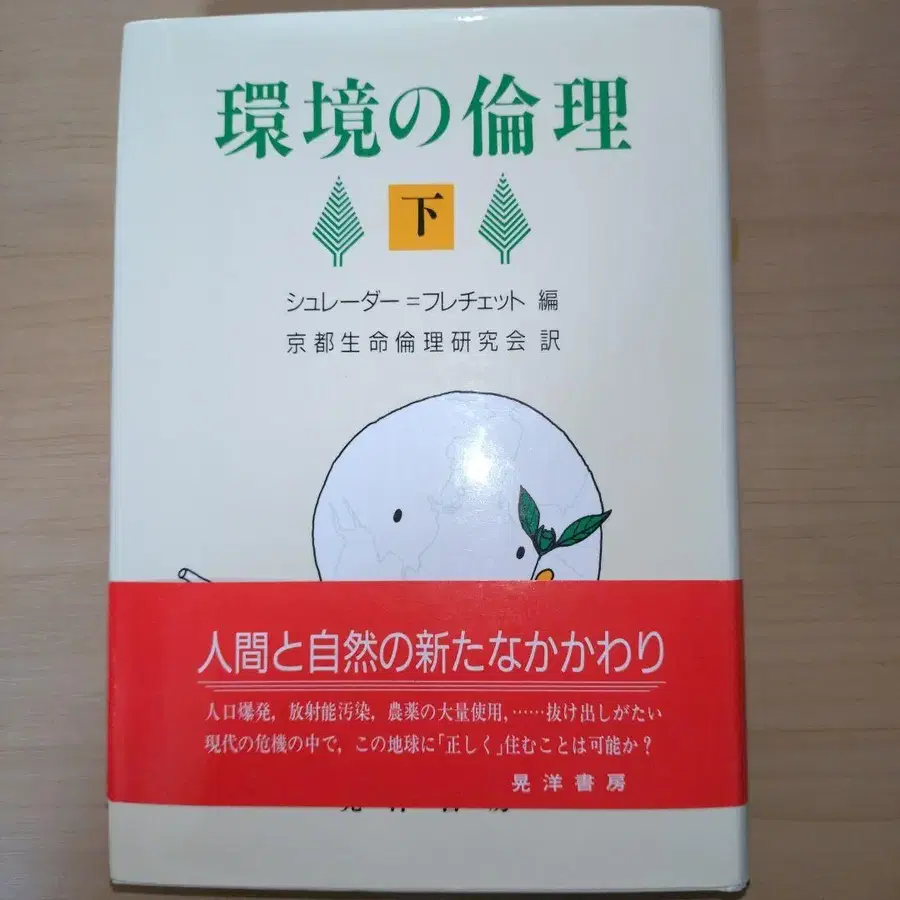 環境の倫理
下
シュレーダー=フレチェット 編
京都生命倫理研究会 訳
人間と自然の新たなかかわり
人口爆発,放射能汚染,農薬の大量使用,……抜け出しがたい
現代の危機の中で,この地球に「正しく」住むことは可能か?
晃洋書房